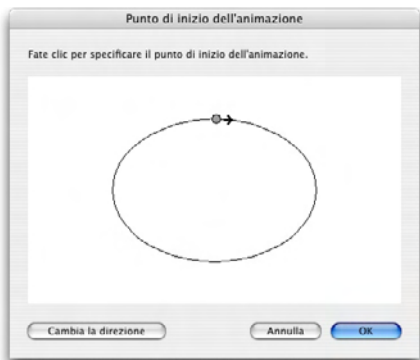 Punto di inizio dell'animazione
Fate clic per specificare il punto di inizio dell'animazione.
Cambia la direzione
Annulla
OK